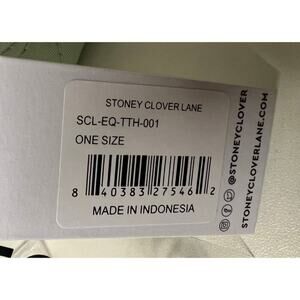 STONEY CLOVER LANE
SCL-EQ-TTH-001
ONE SIZE
8 40383 27546 2
MADE IN INDONESIA
@STONEYCLOVER
STONEYCLOVERLANE.COM